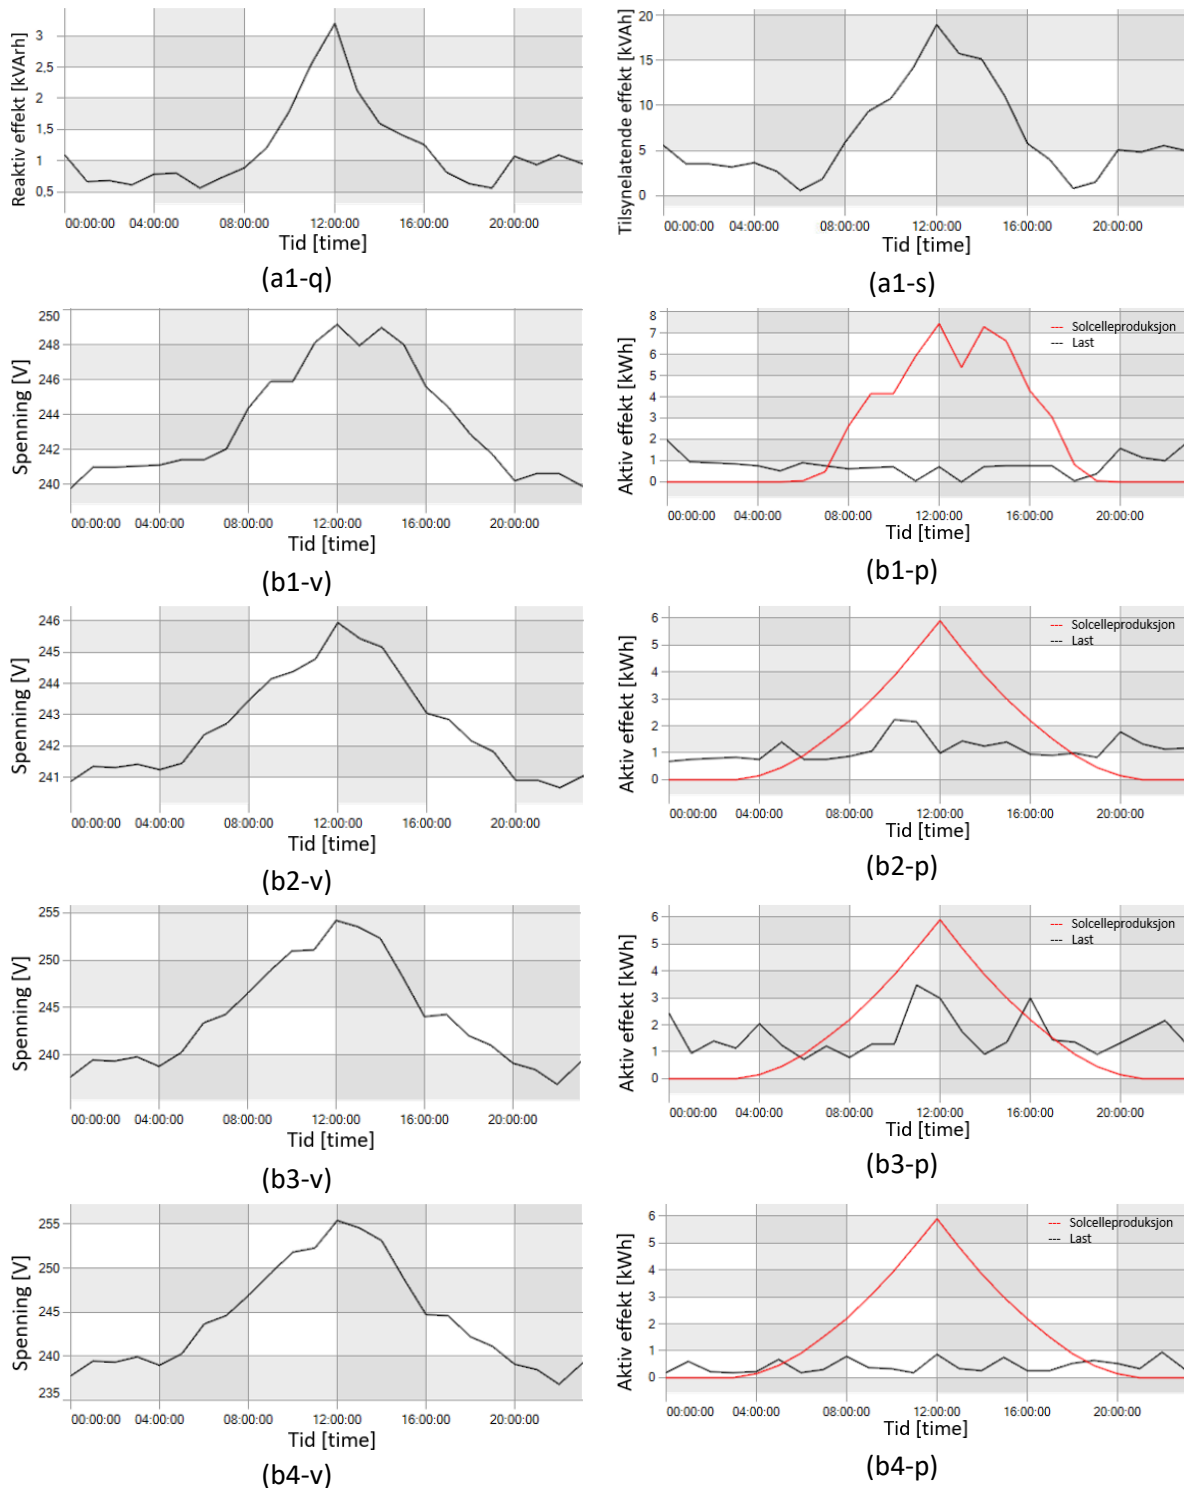 Reaktiv effekt [kVArh]
3
2,5
2
1,5
1
0,5
00:00:00 04:00:00 08:00:00 12:00:00 16:00:00 20:00:00
Tid [time]
(a1-q)
Tilsynelatende effekt [kVAh]
20
15
10
5
0
00:00:00 04:00:00 08:00:00 12:00:00 16:00:00 20:00:00
Tid [time]
(a1-s)
Spenning [V]
250
248
246
244
242
240
00:00:00 04:00:00 08:00:00 12:00:00 16:00:00 20:00:00
Tid [time]
(b1-v)
Aktiv effekt [kWh]
8
7
6
5
4
3
2
1
0
Solcelleproduksjon
Last
00:00:00 04:00:00 08:00:00 12:00:00 16:00:00 20:00:00
Tid [time]
(b1-p)
Spenning [V]
246
245
244
243
242
241
00:00:00 04:00:00 08:00:00 12:00:00 16:00:00 20:00:00
Tid [time]
(b2-v)
Aktiv effekt [kWh]
6
5
4
3
2
1
0
Solcelleproduksjon
Last
00:00:00 04:00:00 08:00:00 12:00:00 16:00:00 20:00:00
Tid [time]
(b2-p)
Spenning [V]
255
250
245
240
00:00:00 04:00:00 08:00:00 12:00:00 16:00:00 20:00:00
Tid [time]
(b3-v)
Aktiv effekt [kWh]
6
5
4
3
2
1
0
Solcelleproduksjon
Last
00:00:00 04:00:00 08:00:00 12:00:00 16:00:00 20:00:00
Tid [time]
(b3-p)
Spenning [V]
255
250
245
240
235
00:00:00 04:00:00 08:00:00 12:00:00 16:00:00 20:00:00
Tid [time]
(b4-v)
Aktiv effekt [kWh]
6
5
4
3
2
1
0
Solcelleproduksjon
Last
00:00:00 04:00:00 08:00:00 12:00:00 16:00:00 20:00:00
Tid [time]
(b4-p)